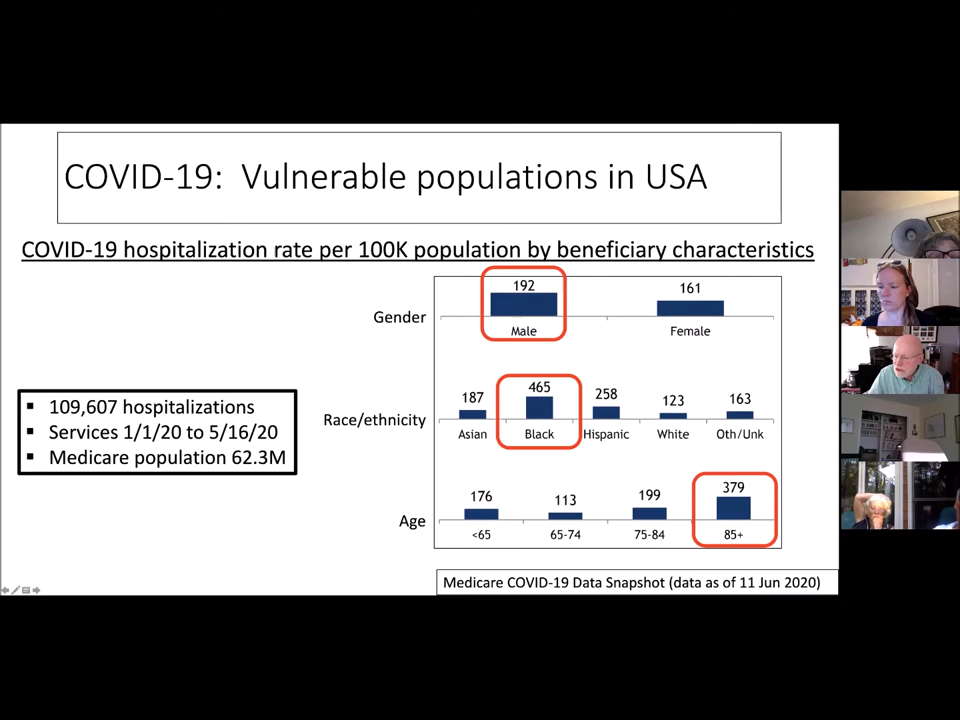 COVID-19: Vulnerable populations in USA
COVID-19 hospitalization rate per 100K population by beneficiary characteristics
192 161
Gender
Male Female
▪ 109,607 hospitalizations
▪ Services 1/1/20 to 5/16/20
▪ Medicare population 62.3M
187 465 258 123 163
Race/ethnicity
Asian Black Hispanic White Oth/Unk
176 113 199 379
Age
<65 65-74 75-84 85+
Medicare COVID-19 Data Snapshot (data as of 11 Jun 2020)